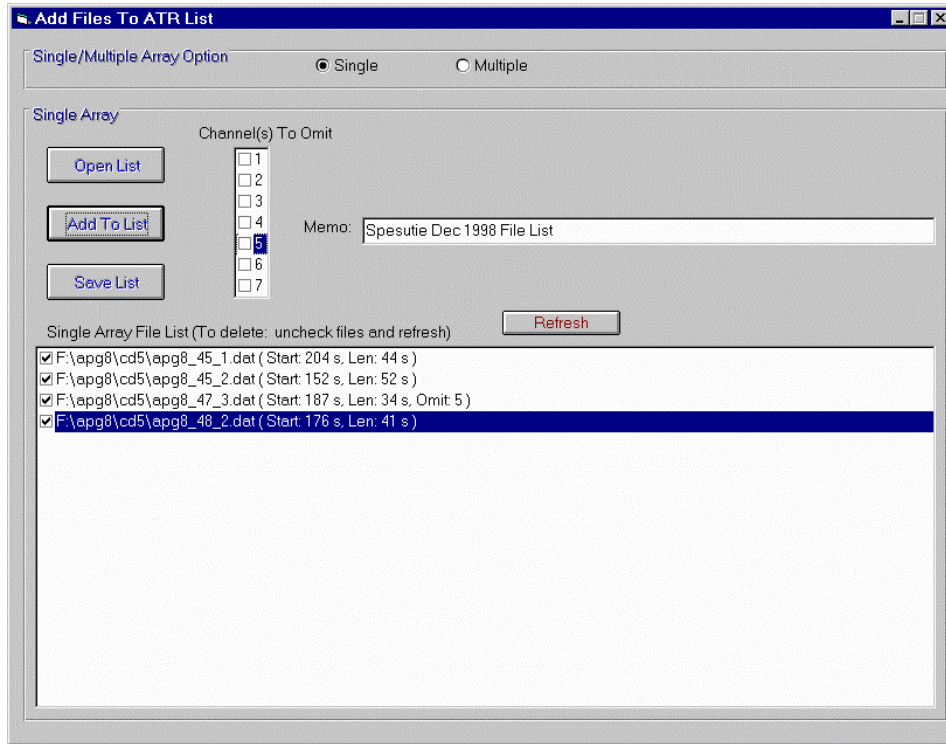 Add Files To ATR List
Single/Multiple Array Option
Single
Multiple
Single Array
Channel(s) To Omit
Open List
Add To List
Save List
1
2
3
4
5
6
7
Memo: Spesutie Dec 1998 File List
Single Array File List (To delete: uncheck files and refresh)
Refresh
F:\apg8\cd5\apg8_45_1.dat ( Start: 204 s, Len: 44 s )
F:\apg8\cd5\apg8_45_2.dat ( Start: 152 s, Len: 52 s )
F:\apg8\cd5\apg8_47_3.dat ( Start: 187 s, Len: 34 s, Omit: 5 )
F:\apg8\cd5\apg8_48_2.dat ( Start: 176 s, Len: 41 s )